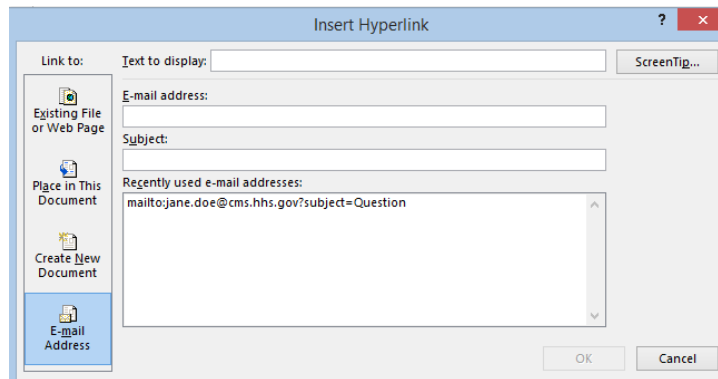 Insert Hyperlink
? ×
Link to:
Text to display:
ScreenTip...
Existing File
or Web Page
Place in This
Document
Create New
Document
E-mail
Address
E-mail address:
Subject:
Recently used e-mail addresses:
mailto:jane.doe@cms.hhs.gov?subject=Question
OK
Cancel